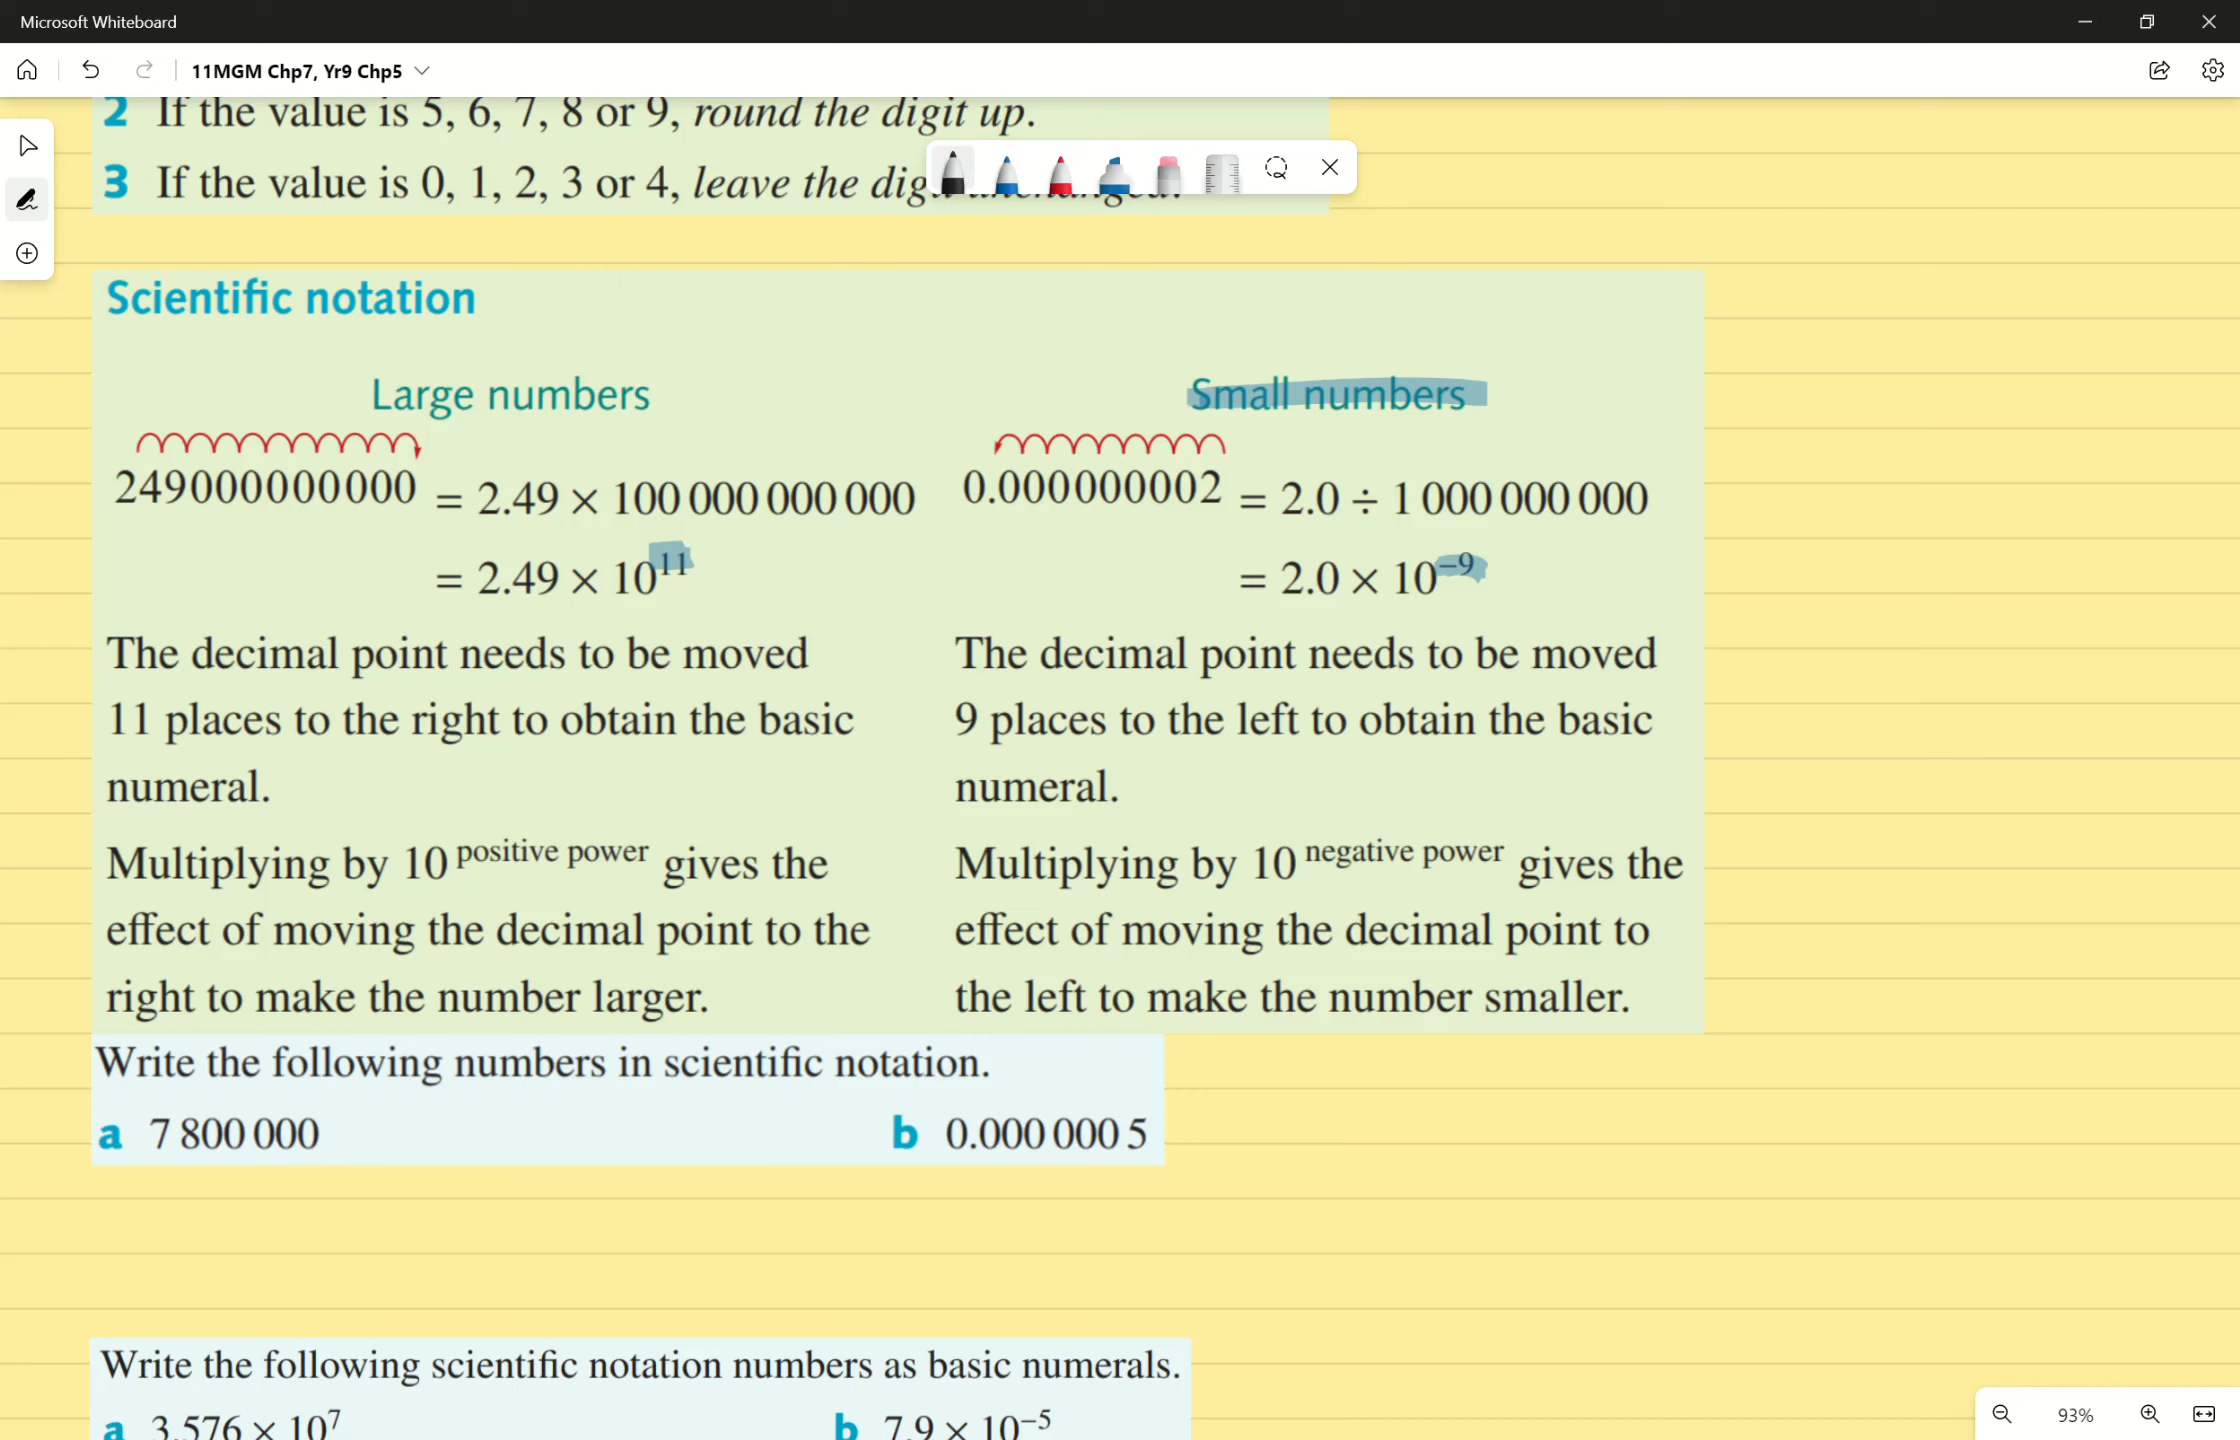 Microsoft Whiteboard
11MGM Chp7, Yr9 Chp5
2 If the value is 5, 6, 7, 8 or 9, round the digit up.
3 If the value is 0, 1, 2, 3 or 4, leave the digit unchanged.
Scientific notation
Large numbers
249000000000 = 2.49 × 100 000 000 000
= 2.49 × 10¹¹
The decimal point needs to be moved
11 places to the right to obtain the basic
numeral.
Multiplying by 10 ᵖᵒˢⁱᵗⁱᵛᵉ ᵖᵒʷᵉʳ gives the
effect of moving the decimal point to the
right to make the number larger.
Small numbers
0.000000002 = 2.0 ÷ 1 000 000 000
= 2.0 × 10⁻⁹
The decimal point needs to be moved
9 places to the left to obtain the basic
numeral.
Multiplying by 10 ⁿᵉᵍᵃᵗⁱᵛᵉ ᵖᵒʷᵉʳ gives the
effect of moving the decimal point to
the left to make the number smaller.
Write the following numbers in scientific notation.
a 7 800 000 b 0.000 000 5
Write the following scientific notation numbers as basic numerals.
a 3.576 × 10⁷ b 7.9 × 10⁻⁵
93%